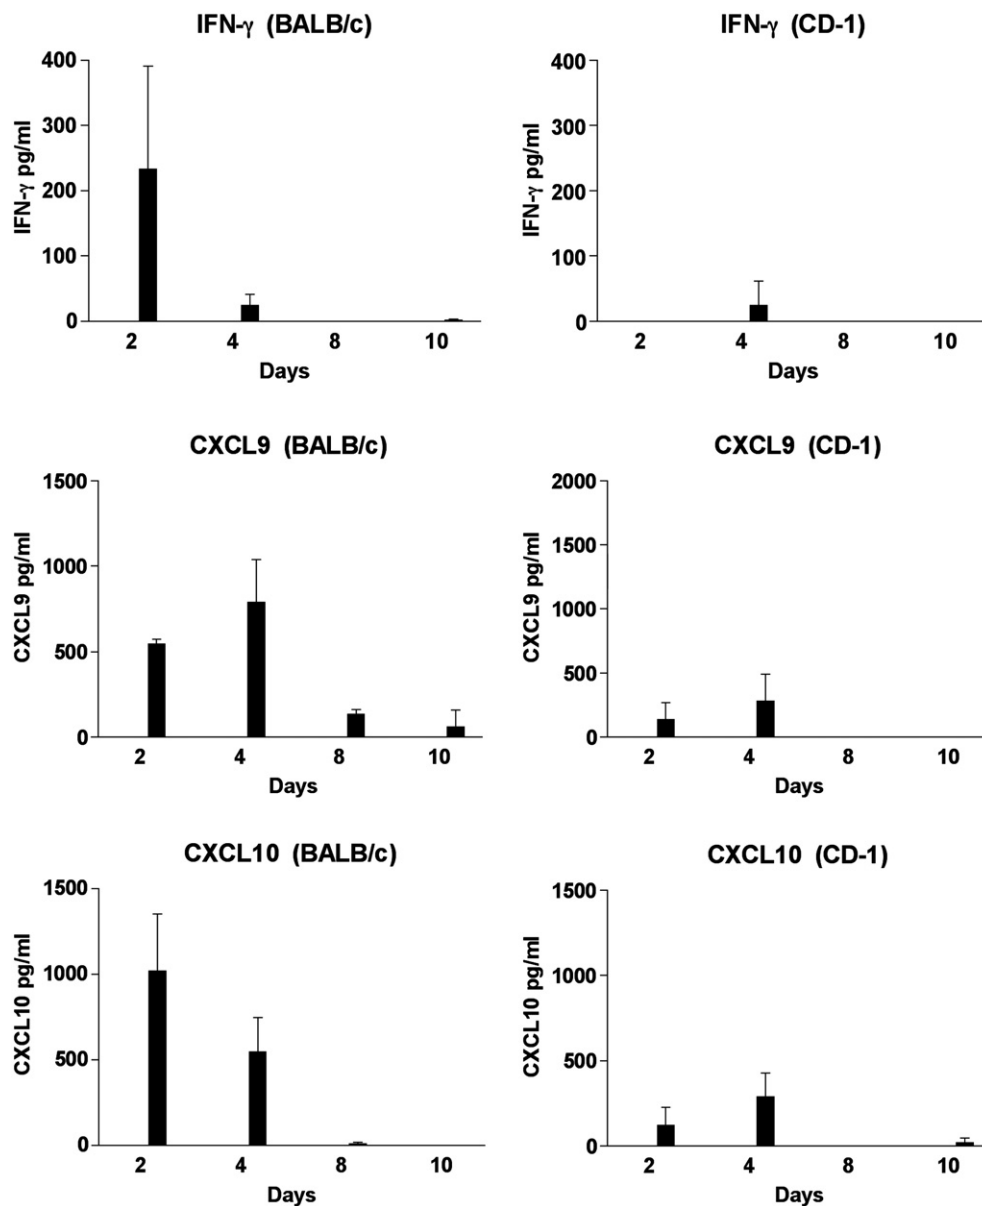 IFN-γ (BALB/c)
400
300
200
100
0
IFN-γ pg/ml
2 4 8 10
Days
IFN-γ (CD-1)
400
300
200
100
0
IFN-γ pg/ml
2 4 8 10
Days
CXCL9 (BALB/c)
1500
1000
500
0
CXCL9 pg/ml
2 4 8 10
Days
CXCL9 (CD-1)
2000
1500
1000
500
0
CXCL9 pg/ml
2 4 8 10
Days
CXCL10 (BALB/c)
1500
1000
500
0
CXCL10 pg/ml
2 4 8 10
Days
CXCL10 (CD-1)
1500
1000
500
0
CXCL10 pg/ml
2 4 8 10
Days